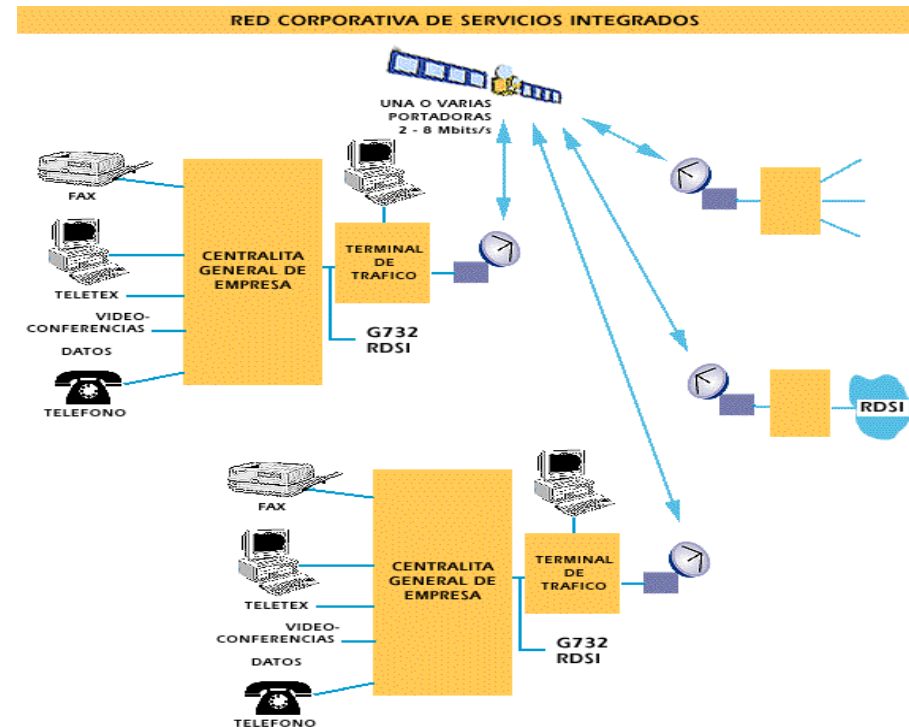 RED CORPORATIVA DE SERVICIOS INTEGRADOS
UNA O VARIAS
PORTADORAS
2 - 8 Mbits/s
FAX
TELETEX
VIDEO-
CONFERENCIAS
DATOS
TELEFONO
CENTRALITA
GENERAL DE
EMPRESA
TERMINAL
DE
TRAFICO
G732
RDSI
RDSI
FAX
TELETEX
VIDEO-
CONFERENCIAS
DATOS
TELEFONO
CENTRALITA
GENERAL DE
EMPRESA
TERMINAL
DE
TRAFICO
G732
RDSI